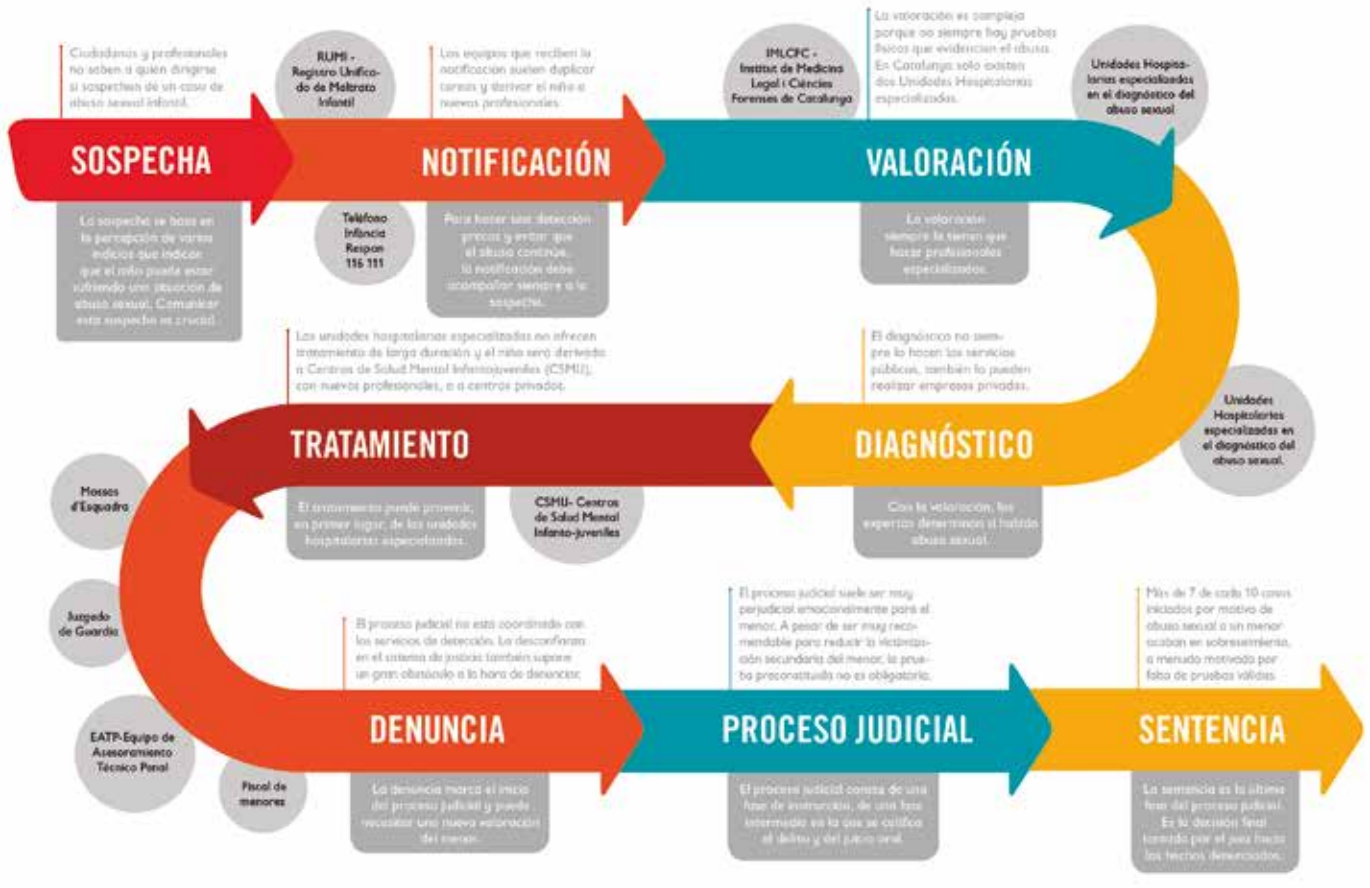 Ciudadanos y profesionales
no saben a quién dirigirse
si sospechan de un caso de
abuso sexual infantil.
RUMI -
Registro Unifica-
do de Maltrato
Infantil
Los equipos que reciben la
notificación suelen duplicar
tareas y derivar el niño a
nuevos profesionales.
IMLCFC -
Institut de Medicina
Legal i Ciències
Forenses de Catalunya
La valoración es compleja
porque no siempre hay pruebas
físicas que evidencien el abuso.
En Catalunya solo existen
dos Unidades Hospitalarias
especializadas.
Unidades Hospita-
larias especializadas
en el diagnóstico del
abuso sexual
SOSPECHA
NOTIFICACIÓN
VALORACIÓN
La sospecha se basa en
la percepción de varios
indicios que indican
que el niño puede estar
sufriendo una situación de
abuso sexual. Comunicar
esta sospecha es crucial.
Teléfono
Infancia
Respon
116 111
Para hacer una detección
precoz y evitar que
el abuso continúe,
la notificación debe
acompañar siempre a la
sospecha.
La valoración
siempre la tienen que
hacer profesionales
especializados.
Las unidades hospitalarias especializadas no ofrecen
tratamiento de larga duración y el niño será derivado
a Centros de Salud Mental Infantojuveniles (CSMIJ),
con nuevos profesionales, o a centros privados.
El diagnóstico no siem-
pre lo hacen los servicios
públicos, también lo pueden
realizar empresas privadas.
Unidades
Hospitalarias
especializadas en
el diagnóstico del
abuso sexual.
TRATAMIENTO
DIAGNÓSTICO
Mossos
d'Esquadra
El tratamiento puede provenir,
en primer lugar, de las unidades
hospitalarias especializadas.
CSMIJ- Centros
de Salud Mental
Infanto-juveniles
Con la valoración, los
expertos determinan si habido
abuso sexual.
Juzgado
de Guardia
El proceso judicial no está coordinado con
los servicios de detección. La desconfianza
en el sistema de justicia también supone
un gran obstáculo a la hora de denunciar.
El proceso judicial suele ser muy
perjudicial emocionalmente para el
menor. A pesar de ser muy reco-
mendable para reducir la victimiza-
ción secundaria del menor, la prue-
ba preconstituida no es obligatoria.
Más de 7 de cada 10 casos
iniciados por motivo de
abuso sexual a un menor
acaban en sobreseimiento,
a menudo motivado por
falta de pruebas válidas.
DENUNCIA
PROCESO JUDICIAL
SENTENCIA
EATP-Equipo de
Asesoramiento
Técnico Penal
Fiscal de
menores
La denuncia marca el inicio
del proceso judicial y puede
necesitar una nueva valoración
del menor.
El proceso judicial consta de una
fase de instrucción, de una fase
intermedia en la que se califica
el delito y del juicio oral.
La sentencia es la última
fase del proceso judicial.
Es la decisión final
tomada por el juez hacia
los hechos denunciados.